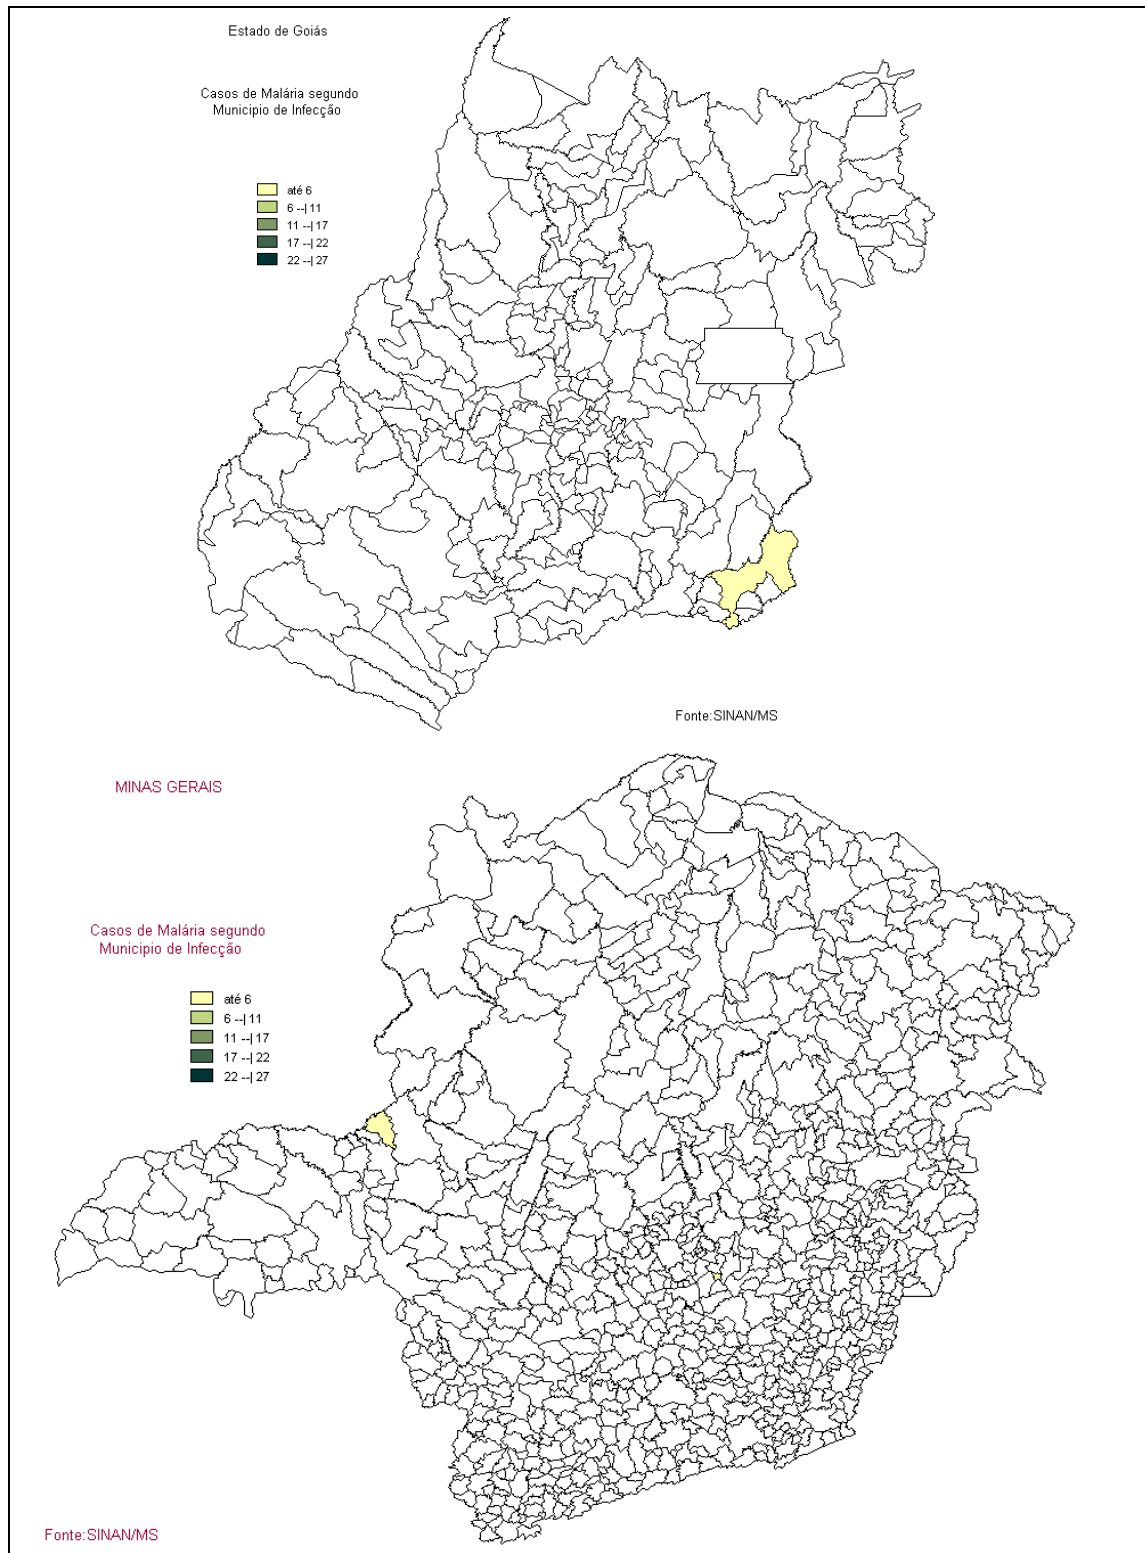 Estado de Goiás
Casos de Malária segundo
Municipio de Infecção
até 6
6 --| 11
11 --| 17
17 --| 22
22 --| 27
Fonte:SINAN/MS
MINAS GERAIS
Casos de Malária segundo
Municipio de Infecção
até 6
6 --| 11
11 --| 17
17 --| 22
22 --| 27
Fonte:SINAN/MS